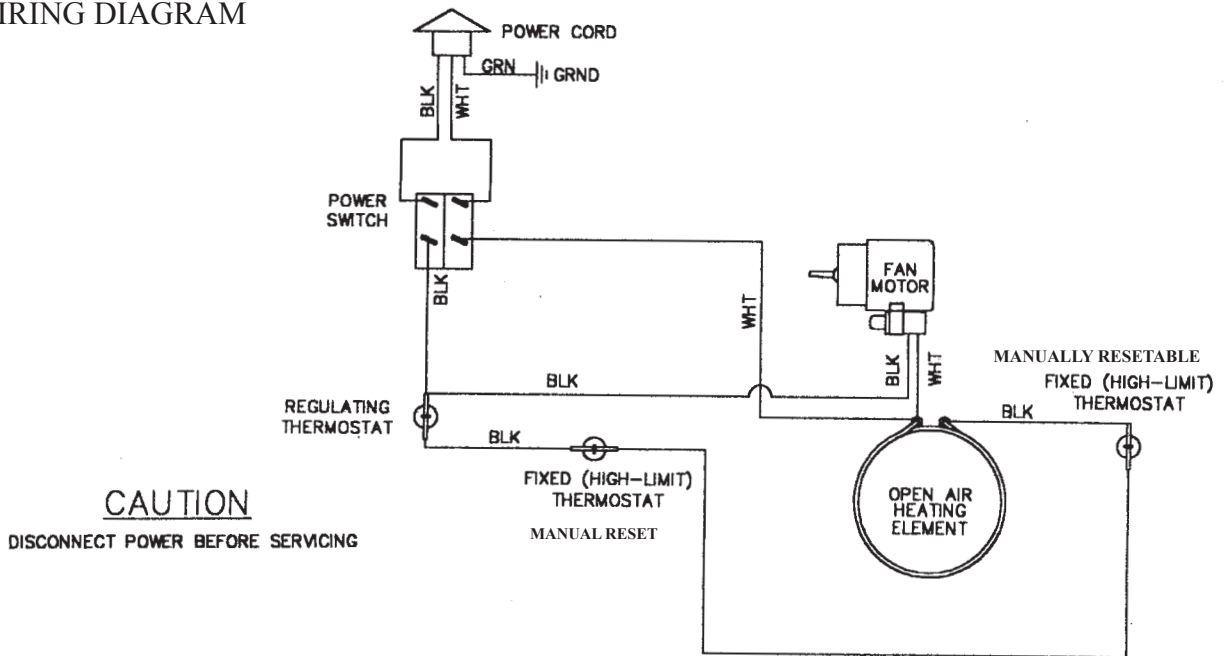 IRING DIAGRAM
POWER CORD
GRN
GRND
BLK
WHT
POWER
SWITCH
BLK
WHT
FAN
MOTOR
BLK
WHT
MANUALLY RESETABLE
FIXED (HIGH-LIMIT)
THERMOSTAT
BLK
BLK
REGULATING
THERMOSTAT
BLK
FIXED (HIGH-LIMIT)
THERMOSTAT
MANUAL RESET
OPEN AIR
HEATING
ELEMENT
CAUTION
DISCONNECT POWER BEFORE SERVICING